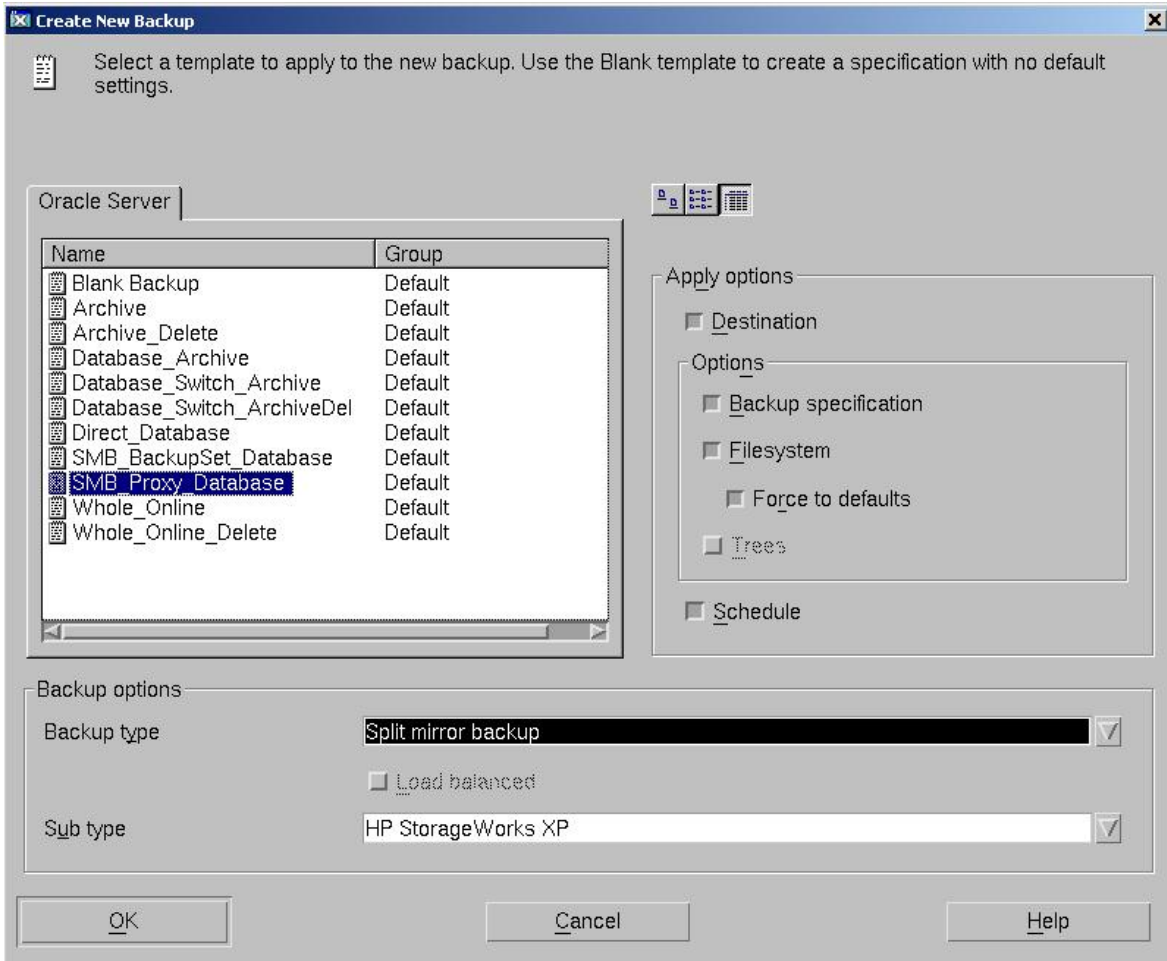 Create New Backup
Select a template to apply to the new backup. Use the Blank template to create a specification with no default
settings.
Oracle Server
Name Group
Blank Backup Default
Archive Default
Archive_Delete Default
Database_Archive Default
Database_Switch_Archive Default
Database_Switch_ArchiveDel Default
Direct_Database Default
SMB_BackupSet_Database Default
SMB_Proxy_Database Default
Whole_Online Default
Whole_Online_Delete Default
Apply options
Destination
Options
Backup specification
Filesystem
Force to defaults
Trees
Schedule
Backup options
Backup type Split mirror backup
Load balanced
Sub type HP StorageWorks XP
OK Cancel Help